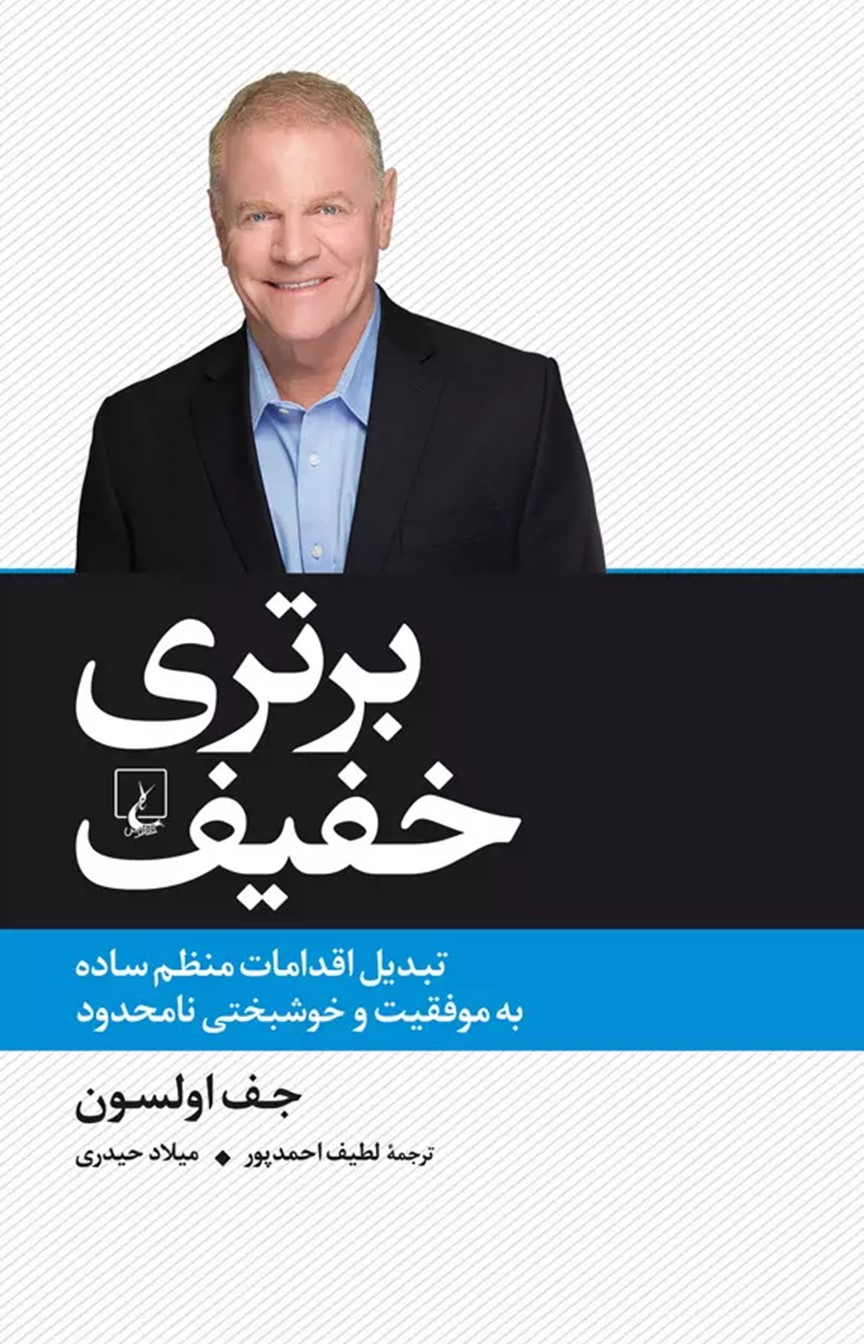 برتری
خفیف
تبدیل اقدامات منظم ساده
به موفقیت و خوشبختی نامحدود
جف اولسون
ترجمهٔ لطیف احمدپور ◆ میلاد حیدری